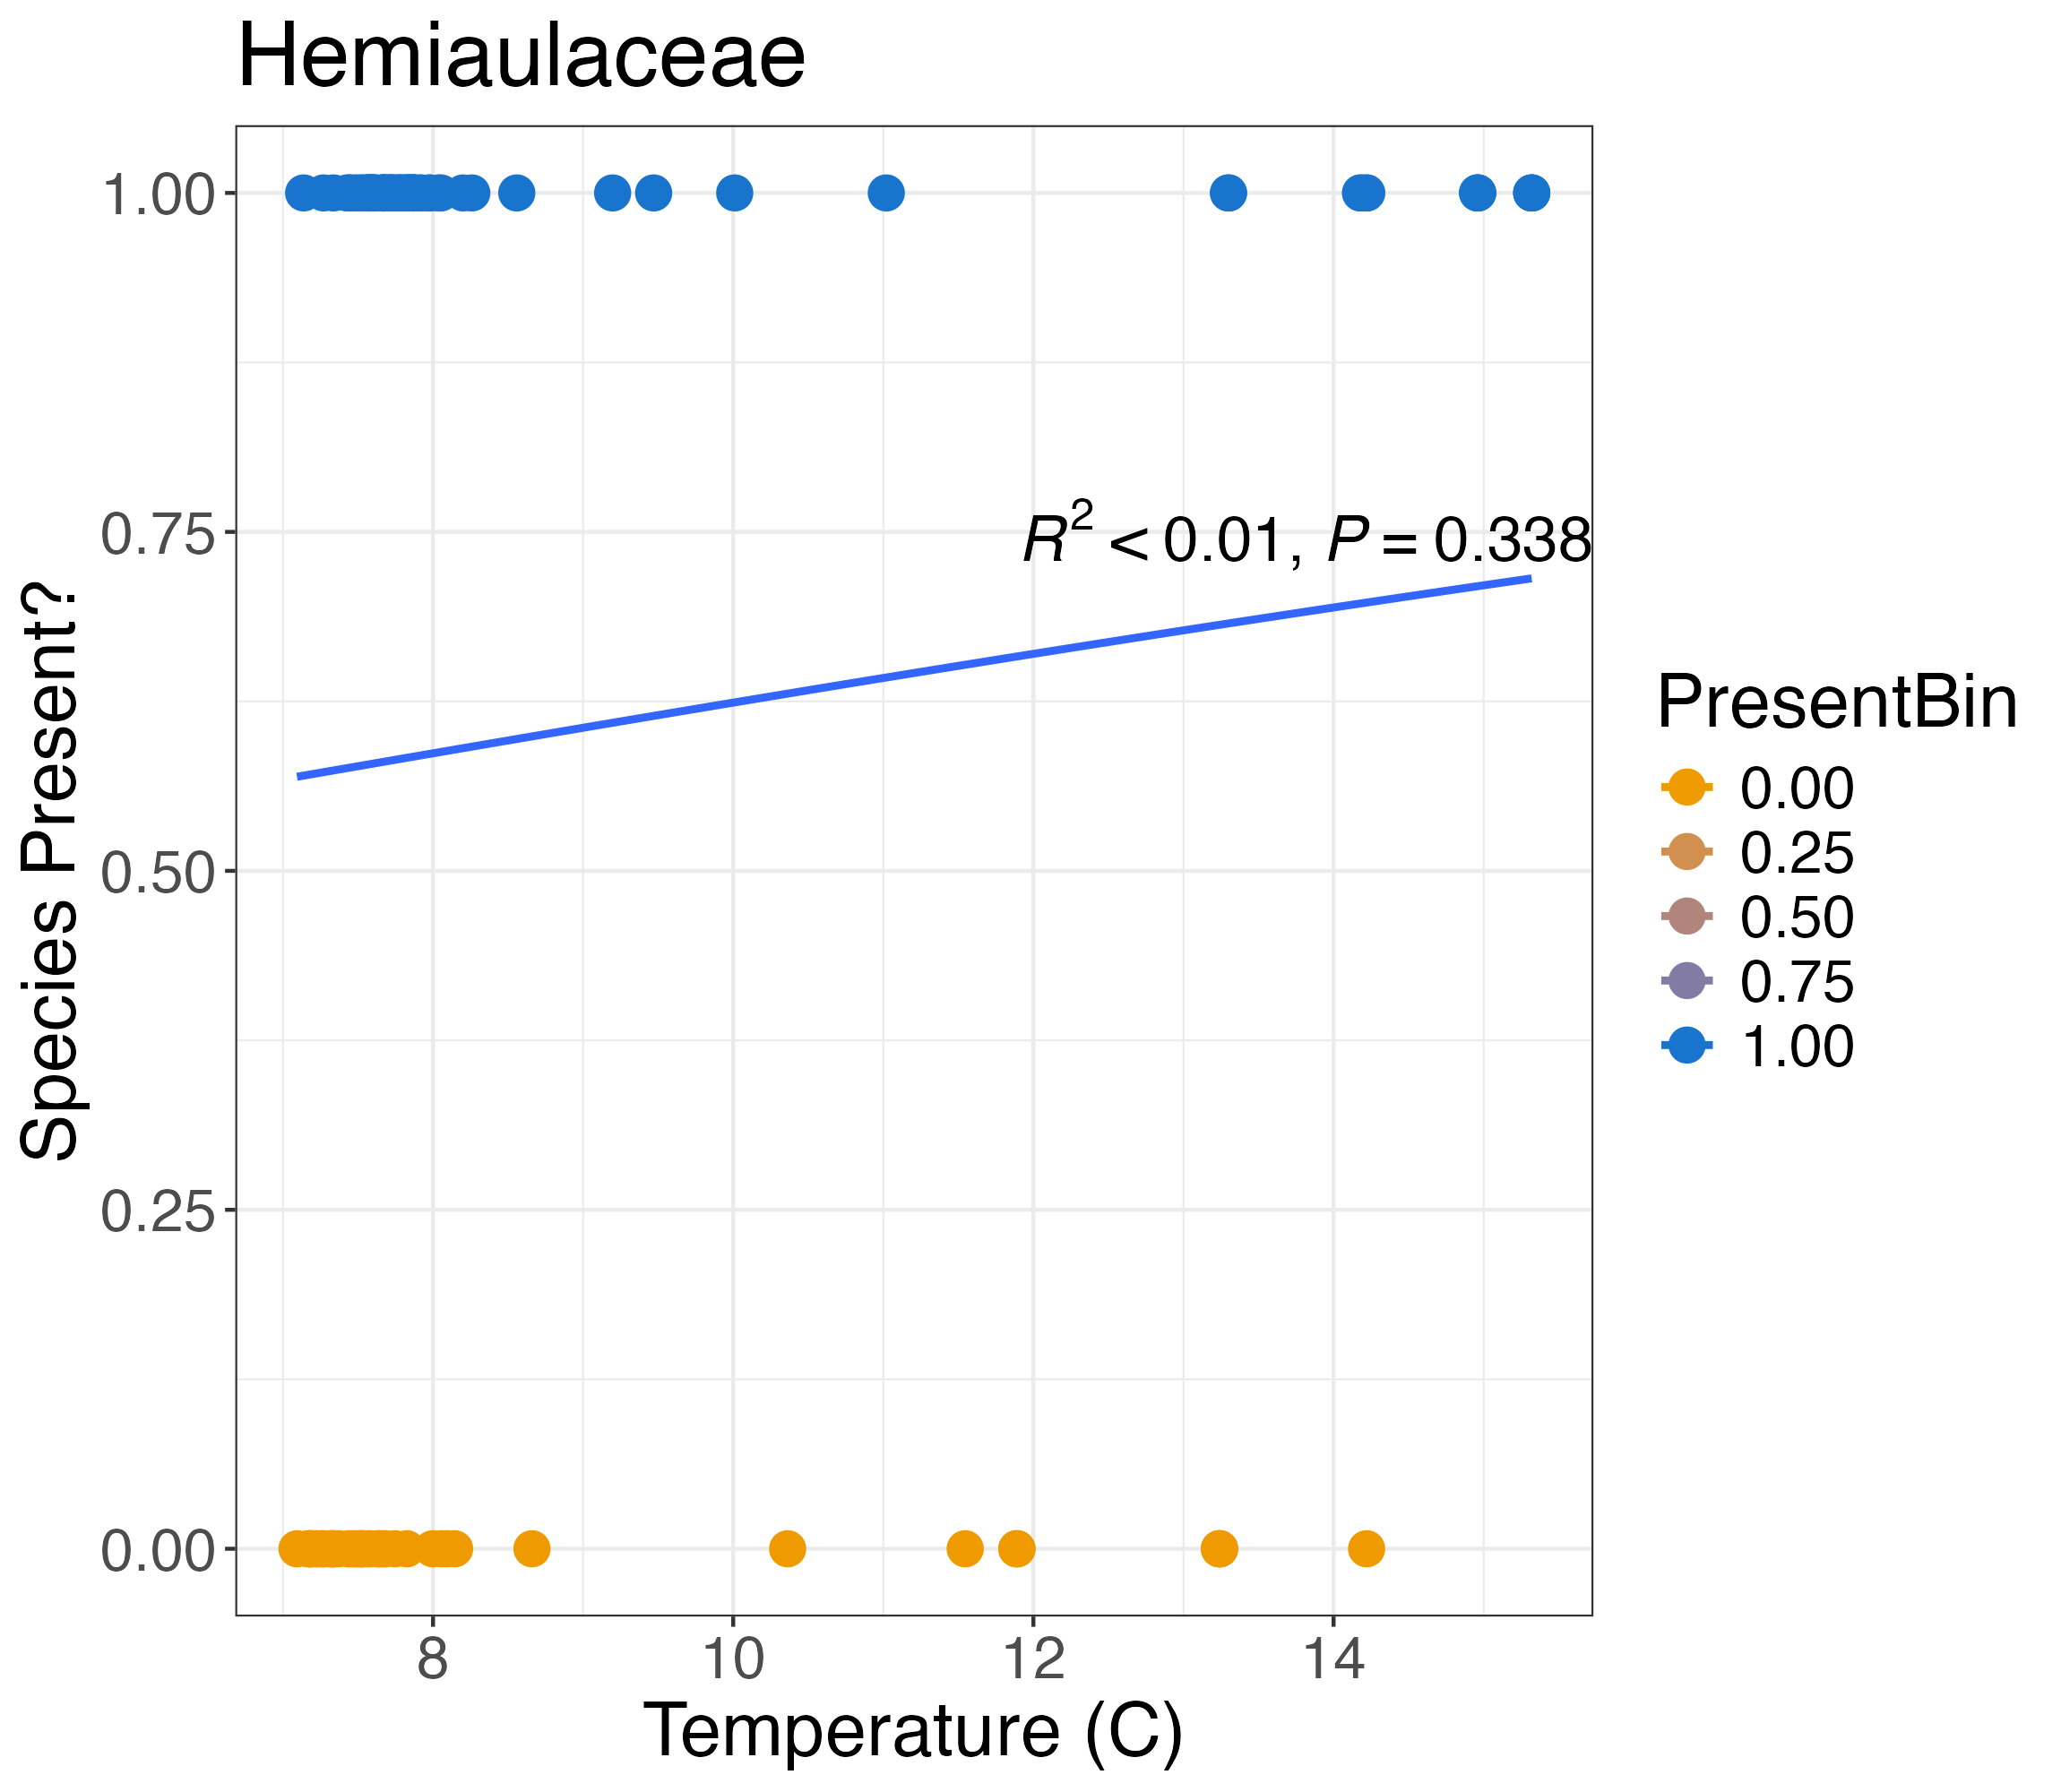 Hemiaulaceae
1.00
0.75
0.50
0.25
0.00
Species Present?
R² < 0.01, P = 0.338
8 10 12 14
Temperature (C)
PresentBin
0.00
0.25
0.50
0.75
1.00